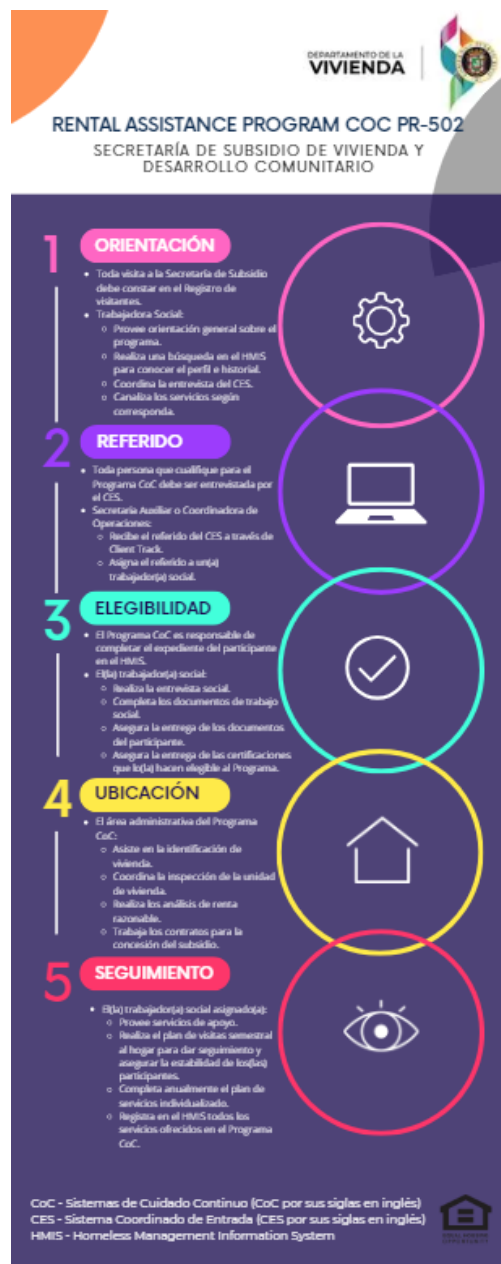 DEPARTAMENTO DE LA
VIVIENDA
RENTAL ASSISTANCE PROGRAM COC PR-502
SECRETARÍA DE SUBSIDIO DE VIVIENDA Y
DESARROLLO COMUNITARIO
1 ORIENTACIÓN
• Toda visita a la Secretaría de Subsidio
debe constar en el Registro de
visitantes.
• Trabajadora Social:
○ Provee orientación general sobre el
programa.
○ Realiza una búsqueda en el HMIS
para conocer el perfil e historial.
○ Coordina la entrevista del CES.
○ Canaliza los servicios según
corresponda.
2 REFERIDO
• Toda persona que cualifique para el
Programa CoC debe ser entrevistada por
el CES.
• Secretaria Auxiliar o Coordinadora de
Operaciones:
○ Recibe el referido del CES a través de
Client Track.
○ Asigna el referido a un(a)
trabajador(a) social.
3 ELEGIBILIDAD
• El Programa CoC es responsable de
completar el expediente del participante
en el HMIS.
• El(la) trabajador(a) social:
○ Realiza la entrevista social.
○ Completa los documentos de trabajo
social.
○ Asegura la entrega de los documentos
del participante.
○ Asegura la entrega de las certificaciones
que lo(la) hacen elegible al Programa.
4 UBICACIÓN
• El área administrativa del Programa
CoC:
○ Asiste en la identificación de
vivienda.
○ Coordina la inspección de la unidad
de vivienda.
○ Realiza los análisis de renta
razonable.
○ Trabaja los contratos para la
concesión del subsidio.
5 SEGUIMIENTO
• El(la) trabajador(a) social asignado(a):
○ Provee servicios de apoyo.
○ Realiza el plan de visitas semestral
al hogar para dar seguimiento y
asegurar la estabilidad de los(las)
participantes.
○ Completa anualmente el plan de
servicios individualizado.
○ Registra en el HMIS todos los
servicios ofrecidos en el Programa
CoC.
CoC - Sistemas de Cuidado Continuo (CoC por sus siglas en inglés)
CES - Sistema Coordinado de Entrada (CES por sus siglas en inglés)
HMIS - Homeless Management Information System
EQUAL HOUSING
OPPORTUNITY